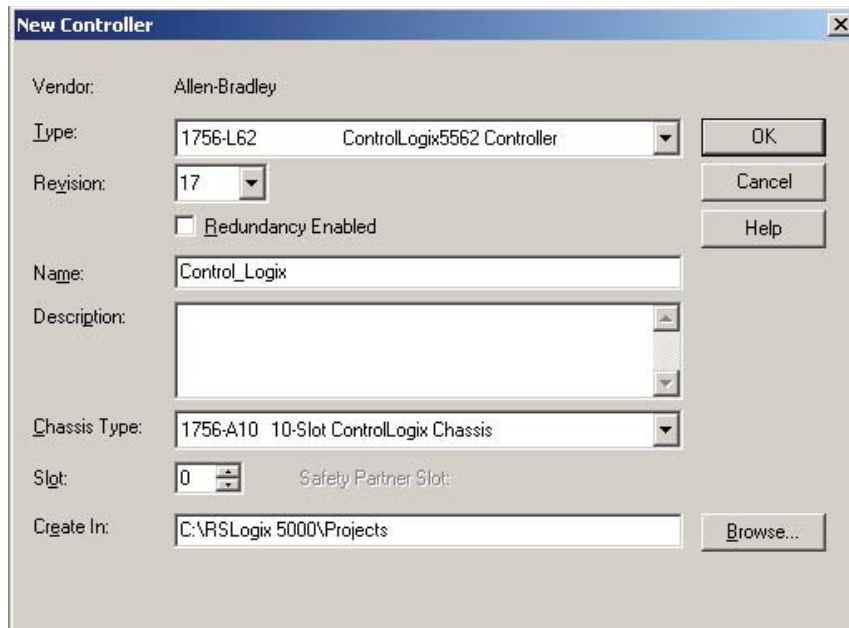 New Controller
Vendor: Allen-Bradley
Type: 1756-L62 ControlLogix5562 Controller
OK
Revision: 17
Cancel
Redundancy Enabled
Help
Name: Control_Logix
Description:
Chassis Type: 1756-A10 10-Slot ControlLogix Chassis
Slot: 0 Safety Partner Slot:
Create In: C:\RSLogix 5000\Projects
Browse...